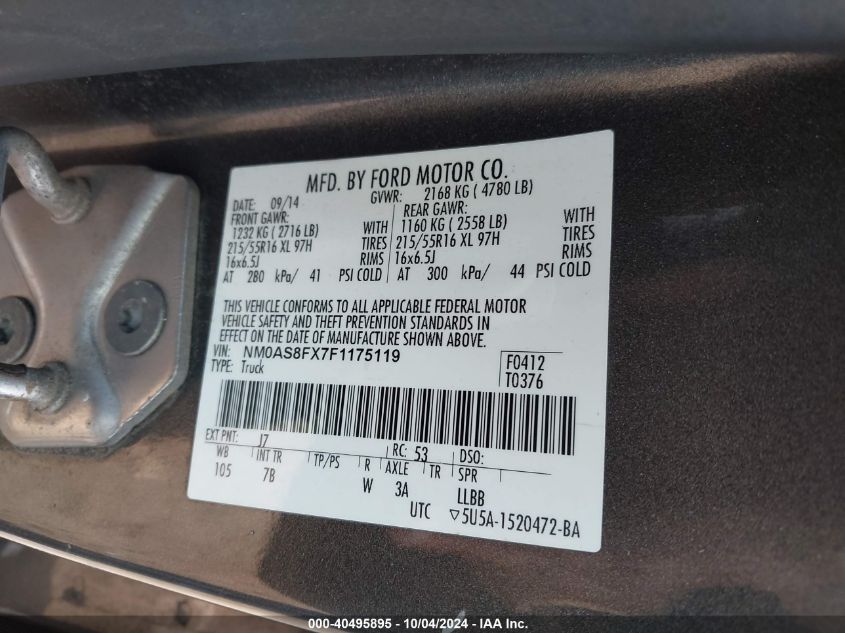 MFD. BY FORD MOTOR CO.
DATE: 09/14 GVWR: 2168 KG ( 4780 LB)
FRONT GAWR: REAR GAWR:
1232 KG ( 2716 LB) WITH 1160 KG ( 2558 LB) WITH
215/55R16 XL 97H TIRES 215/55R16 XL 97H TIRES
16x6.5J RIMS 16x6.5J RIMS
AT 280 kPa/ 41 PSI COLD AT 300 kPa/ 44 PSI COLD
THIS VEHICLE CONFORMS TO ALL APPLICABLE FEDERAL MOTOR
VEHICLE SAFETY AND THEFT PREVENTION STANDARDS IN
EFFECT ON THE DATE OF MANUFACTURE SHOWN ABOVE.
VIN: NM0AS8FX7F1175119 F0412
TYPE: Truck T0376
EXT PNT: J7 RC: 53 DSO:
WB INT TR TP/PS R AXLE TR SPR
105 7B W 3A LLBB
UTC ▽5U5A-1520472-BA
000-40495895 - 10/04/2024 - IAA Inc.